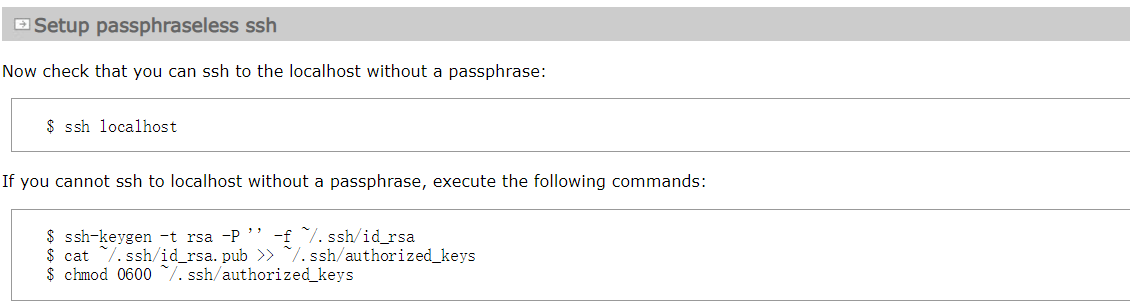 Setup passphraseless ssh
Now check that you can ssh to the localhost without a passphrase:
$ ssh localhost
If you cannot ssh to localhost without a passphrase, execute the following commands:
$ ssh-keygen -t rsa -P '' -f ~/.ssh/id_rsa
$ cat ~/.ssh/id_rsa.pub >> ~/.ssh/authorized_keys
$ chmod 0600 ~/.ssh/authorized_keys